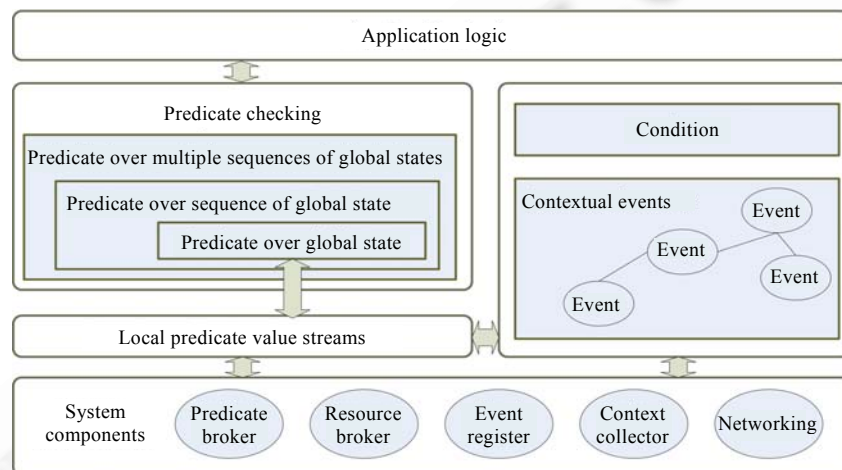 Application logic
Predicate checking
Predicate over multiple sequences of global states
Predicate over sequence of global state
Predicate over global state
Condition
Contextual events
Event
Event
Event
Event
Local predicate value streams
System
components
Predicate
broker
Resource
broker
Event
register
Context
collector
Networking